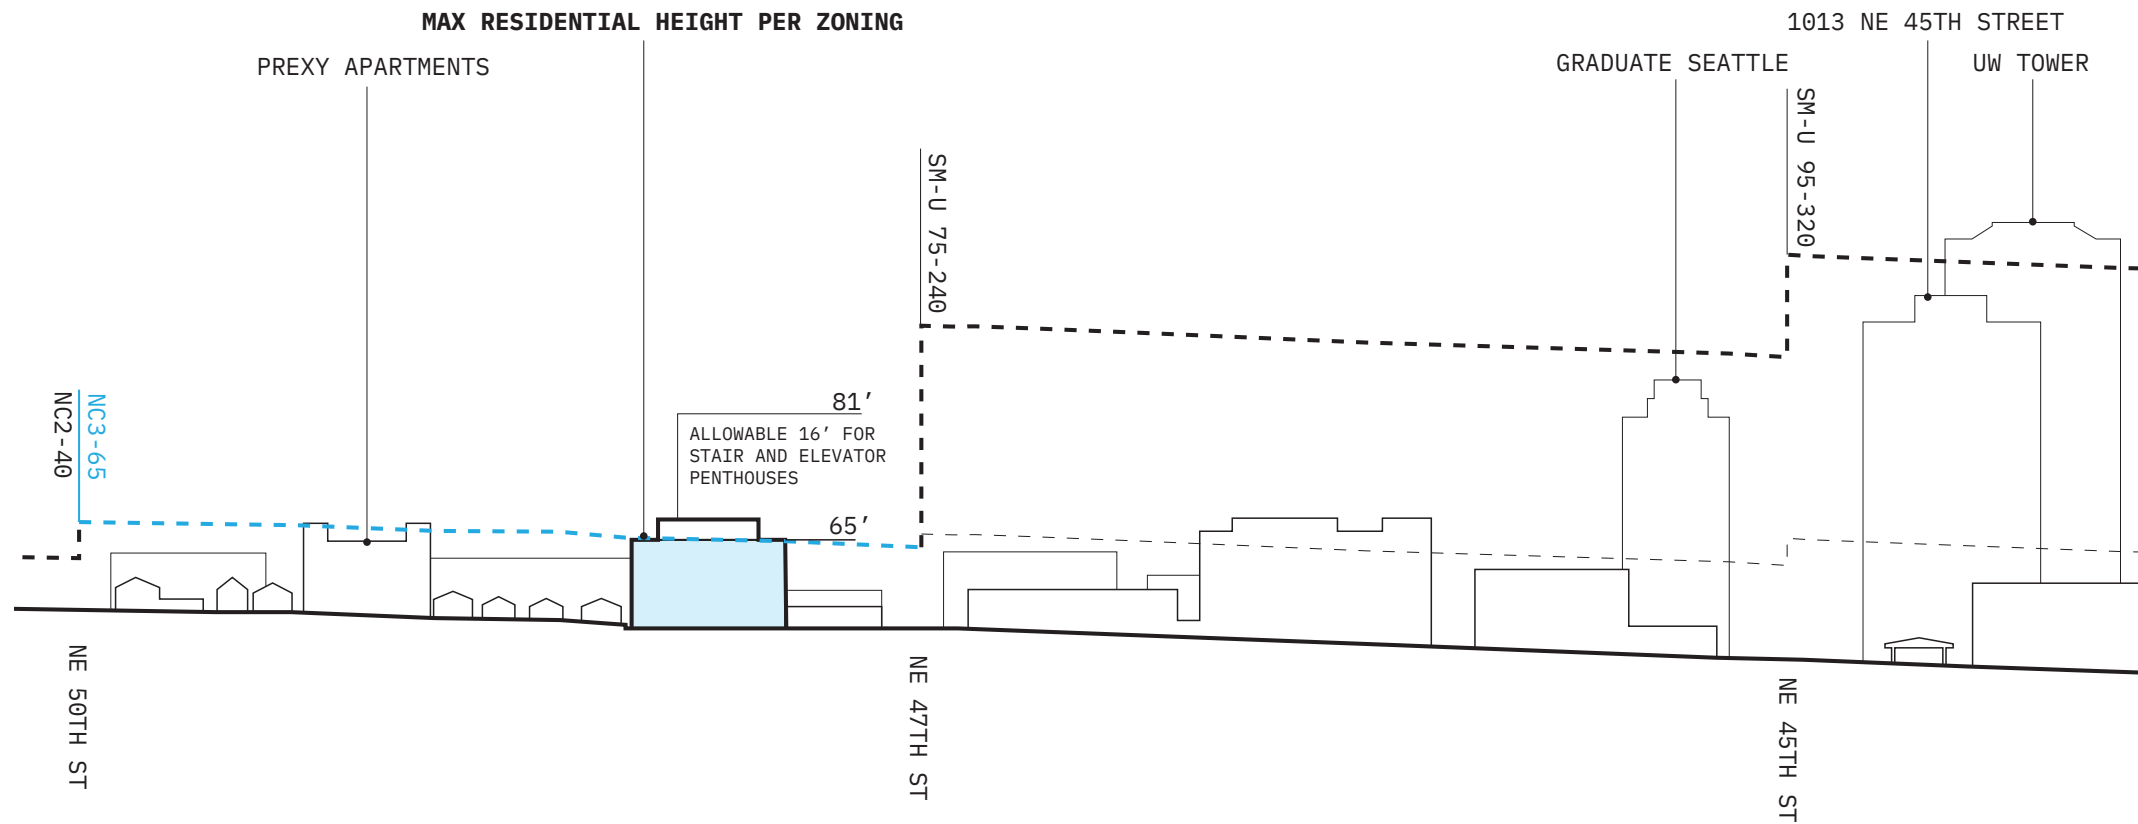 MAX RESIDENTIAL HEIGHT PER ZONING
1013 NE 45TH STREET
PREXY APARTMENTS
GRADUATE SEATTLE
UW TOWER
SM-U 95-320
SM-U 75-240
NC2-40
NC3-65
81’
ALLOWABLE 16’ FOR
STAIR AND ELEVATOR
PENTHOUSES
65’
NE 50TH ST
NE 47TH ST
NE 45TH ST